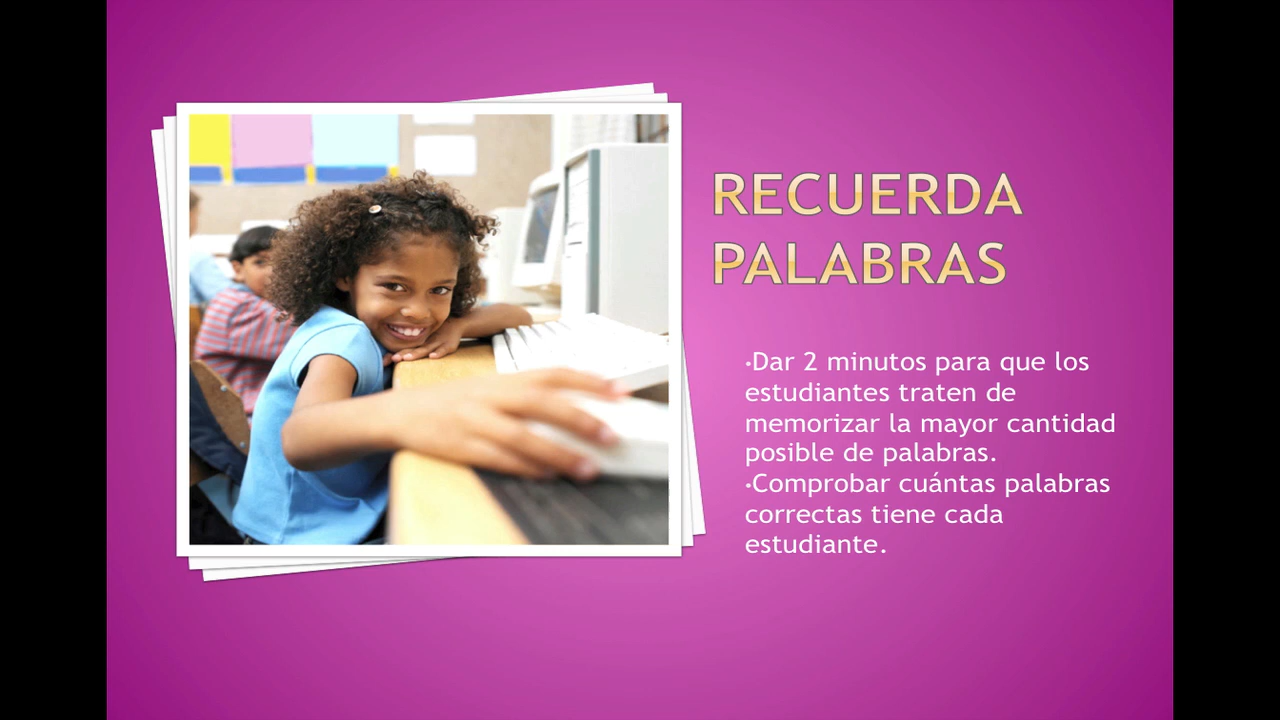 RECUERDA
PALABRAS
•Dar 2 minutos para que los
estudiantes traten de
memorizar la mayor cantidad
posible de palabras.
•Comprobar cuántas palabras
correctas tiene cada
estudiante.